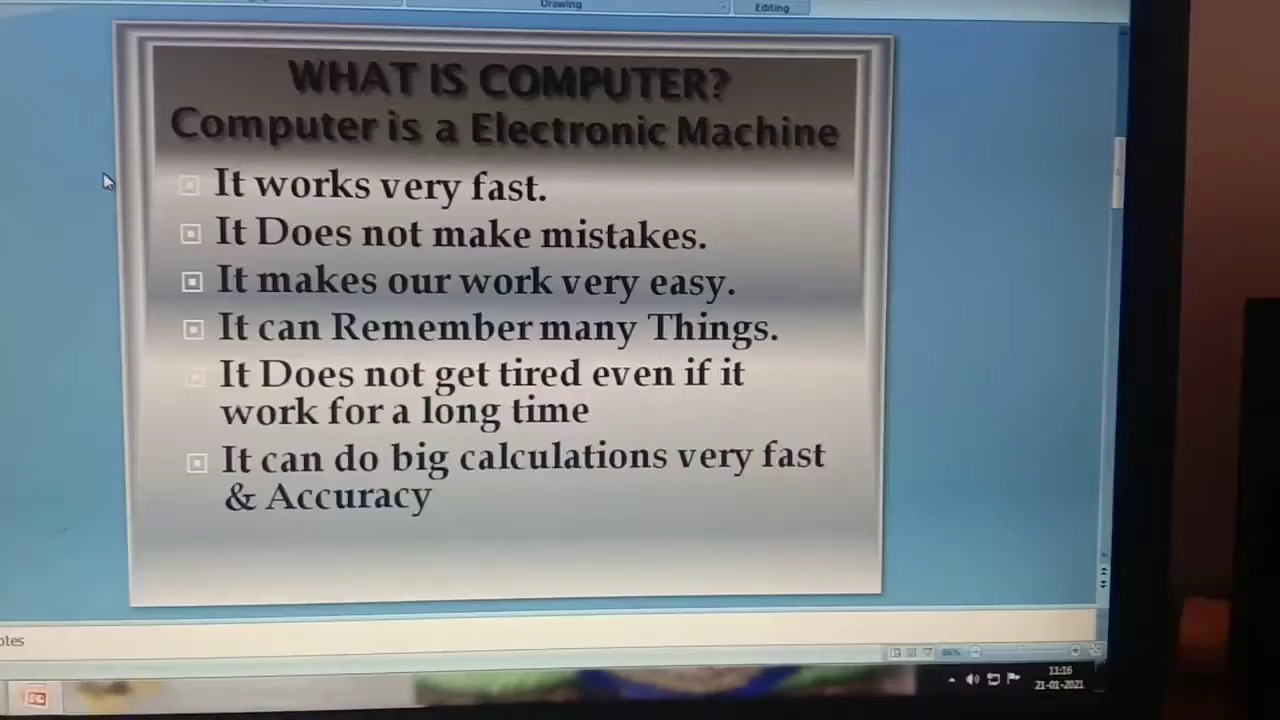 Drawing
Editing
WHAT IS COMPUTER?
Computer is a Electronic Machine
It works very fast.
It Does not make mistakes.
It makes our work very easy.
It can Remember many Things.
It Does not get tired even if it
work for a long time
It can do big calculations very fast
& Accuracy
otes
86%
11:16
21-01-2021